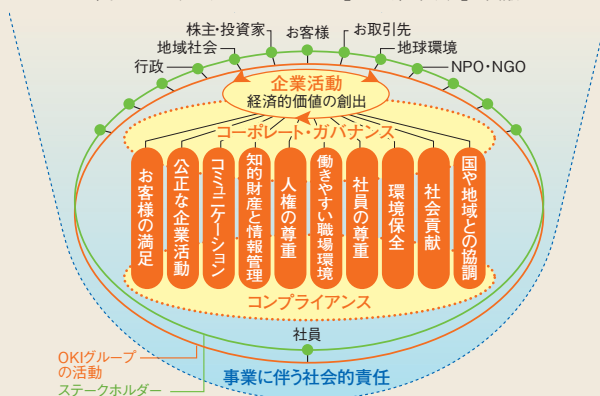 株主・投資家
お客様
お取引先
地域社会
地球環境
行政
NPO・NGO
企業活動
経済的価値の創出
コーポレート・ガバナンス
お客様の満足
公正な企業活動
コミュニケーション
知的財産と情報管理
人権の尊重
働きやすい職場環境
社員の尊重
環境保全
社会貢献
国や地域との協調
コンプライアンス
社員
OKIグループ
の活動
ステークホルダー
事業に伴う社会的責任